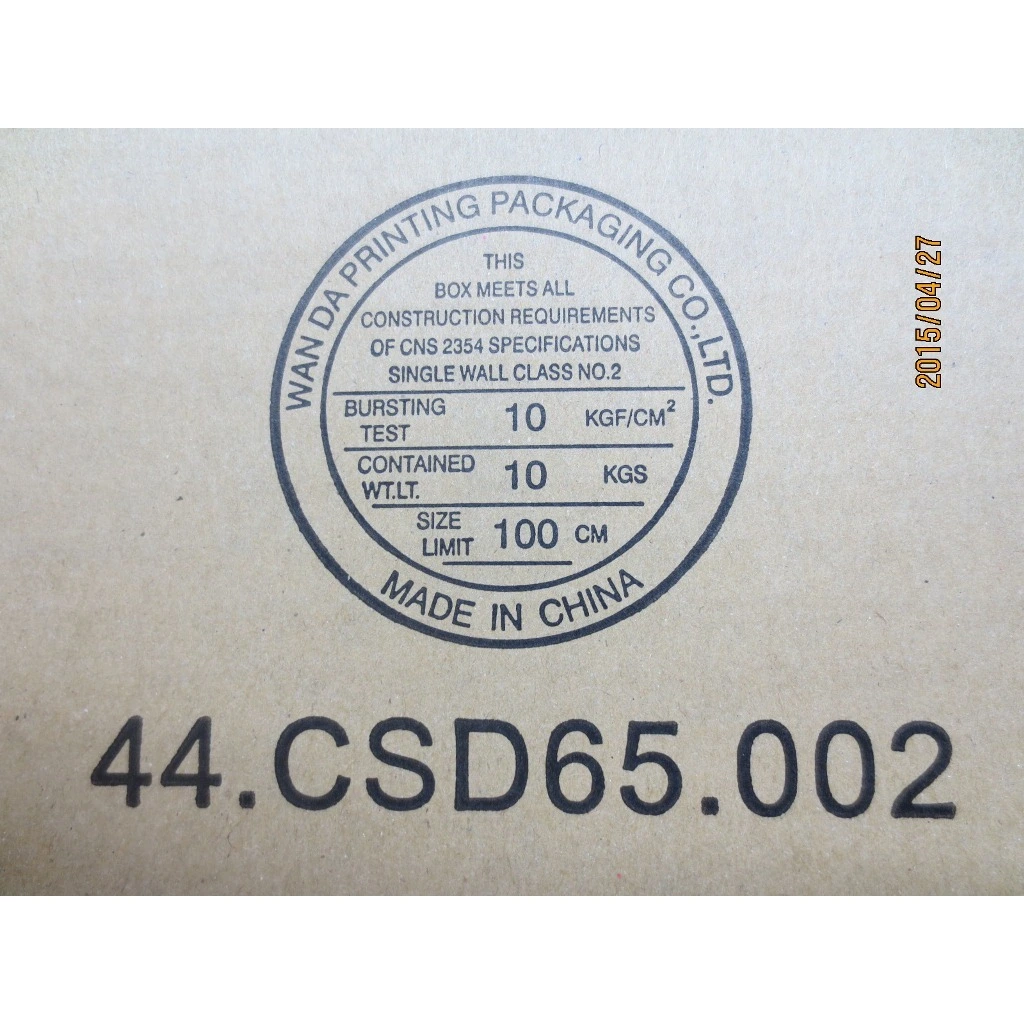 WAN DA PRINTING PACKAGING CO.,LTD.
THIS
BOX MEETS ALL
CONSTRUCTION REQUIREMENTS
OF CNS 2354 SPECIFICATIONS
SINGLE WALL CLASS NO.2
BURSTING TEST 10 KGF/CM²
CONTAINED WT.LT. 10 KGS
SIZE LIMIT 100 CM
MADE IN CHINA
2015/04/27
44.CSD65.002